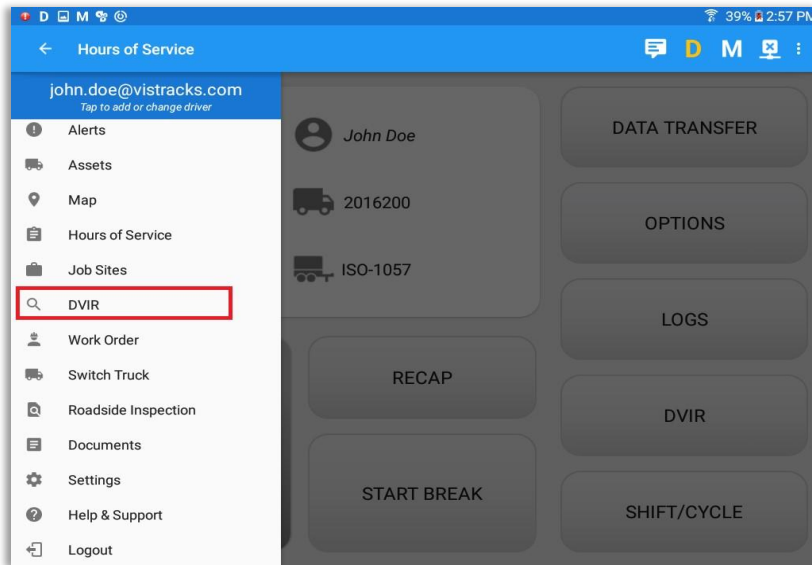 D M 39% 2:57 PM
Hours of Service
D M
john.doe@vistracks.com
Tap to add or change driver
Alerts
Assets
Map
Hours of Service
Job Sites
DVIR
Work Order
Switch Truck
Roadside Inspection
Documents
Settings
Help & Support
Logout
John Doe
2016200
ISO-1057
RECAP
START BREAK
DATA TRANSFER
OPTIONS
LOGS
DVIR
SHIFT/CYCLE